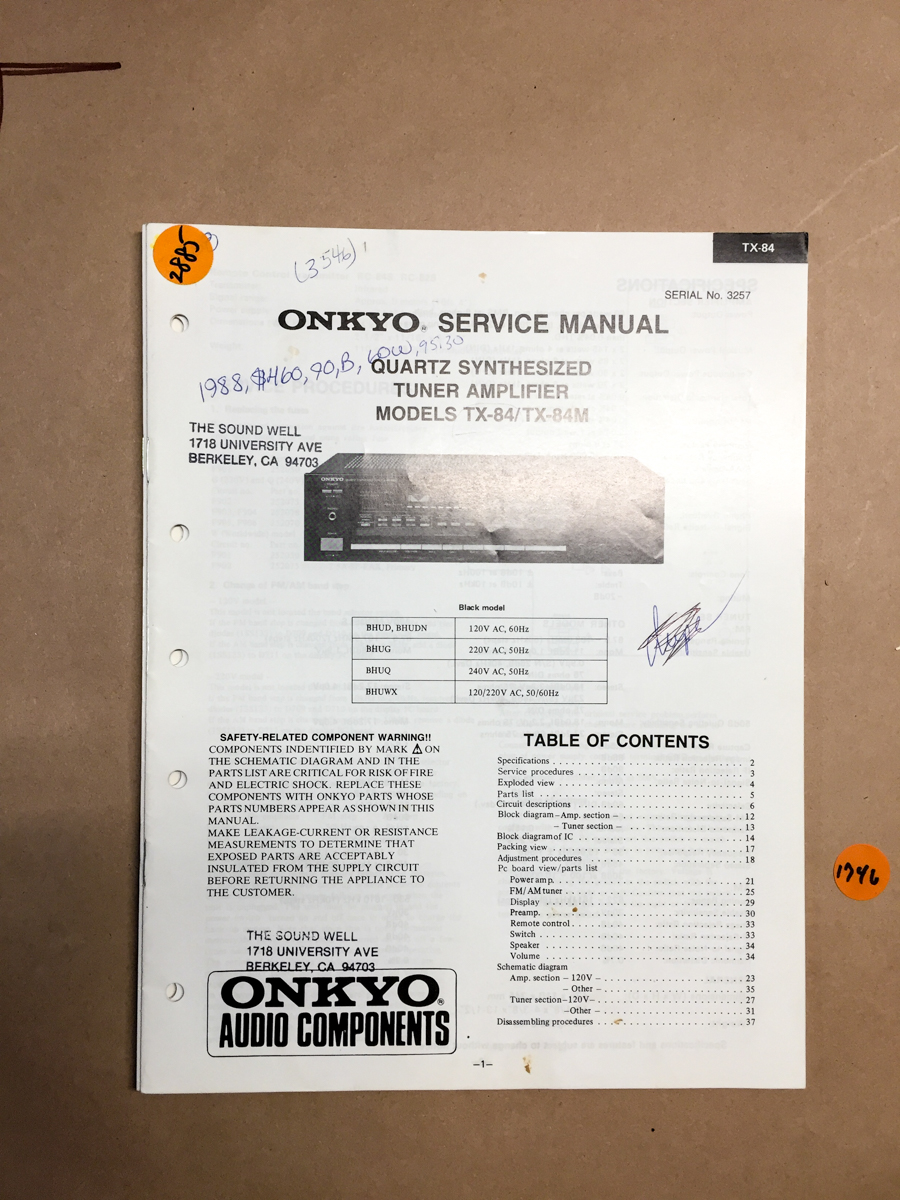 2885
(3546)
TX-84
SERIAL No. 3257
ONKYO® SERVICE MANUAL
1988, $460, 90, B, LOW, 95.30
QUARTZ SYNTHESIZED
TUNER AMPLIFIER
MODELS TX-84/TX-84M
THE SOUND WELL
1718 UNIVERSITY AVE
BERKELEY, CA 94703
ONKYO
Black model
BHUD, BHUDN 120V AC, 60Hz
BHUG 220V AC, 50Hz
BHUQ 240V AC, 50Hz
BHUWX 120/220V AC, 50/60Hz
SAFETY-RELATED COMPONENT WARNING!!
COMPONENTS INDENTIFIED BY MARK ⚠ ON
THE SCHEMATIC DIAGRAM AND IN THE
PARTS LIST ARE CRITICAL FOR RISK OF FIRE
AND ELECTRIC SHOCK. REPLACE THESE
COMPONENTS WITH ONKYO PARTS WHOSE
PARTS NUMBERS APPEAR AS SHOWN IN THIS
MANUAL.
MAKE LEAKAGE-CURRENT OR RESISTANCE
MEASUREMENTS TO DETERMINE THAT
EXPOSED PARTS ARE ACCEPTABLY
INSULATED FROM THE SUPPLY CIRCUIT
BEFORE RETURNING THE APPLIANCE TO
THE CUSTOMER.
TABLE OF CONTENTS
Specifications . . . . . 2
Service procedures . . . . . 3
Exploded view . . . . . 4
Parts list . . . . . 5
Circuit descriptions . . . . . 6
Block diagram – Amp. section – . . . . . 12
– Tuner section – . . . . . 13
Block diagram of IC . . . . . 14
Packing view . . . . . 17
Adjustment procedures . . . . . 18
Pc board view/parts list
Power amp. . . . . . 21
FM/AM tuner . . . . . 25
Display . . . . . 29
Preamp. . . . . . 30
Remote control . . . . . 33
Switch . . . . . 33
Speaker . . . . . 34
Volume . . . . . 34
Schematic diagram
Amp. section – 120V – . . . . . 23
– Other – . . . . . 35
Tuner section – 120V – . . . . . 27
– Other – . . . . . 31
Disassembling procedures . . . . . 37
THE SOUND WELL
1718 UNIVERSITY AVE
BERKELEY, CA 94703
ONKYO®
AUDIO COMPONENTS
–1–
1746